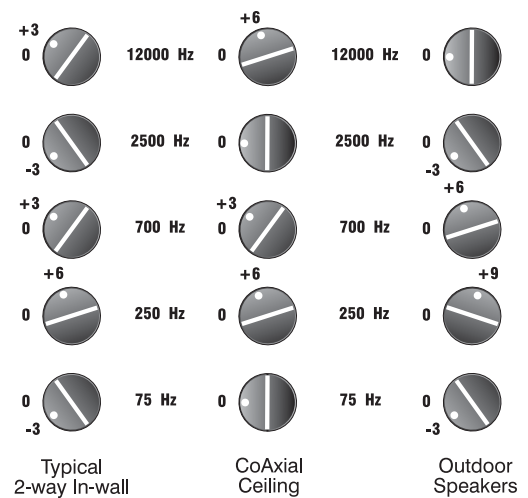 +3
+6
0 12000 Hz 0 12000 Hz 0
0 2500 Hz 0 2500 Hz 0
-3
-3
+3
+3
+6
0 700 Hz 0 700 Hz 0
+6
+6
+9
0 250 Hz 0 250 Hz 0
0 75 Hz 0 75 Hz 0
-3
-3
Typical
2-way In-wall
CoAxial
Ceiling
Outdoor
Speakers